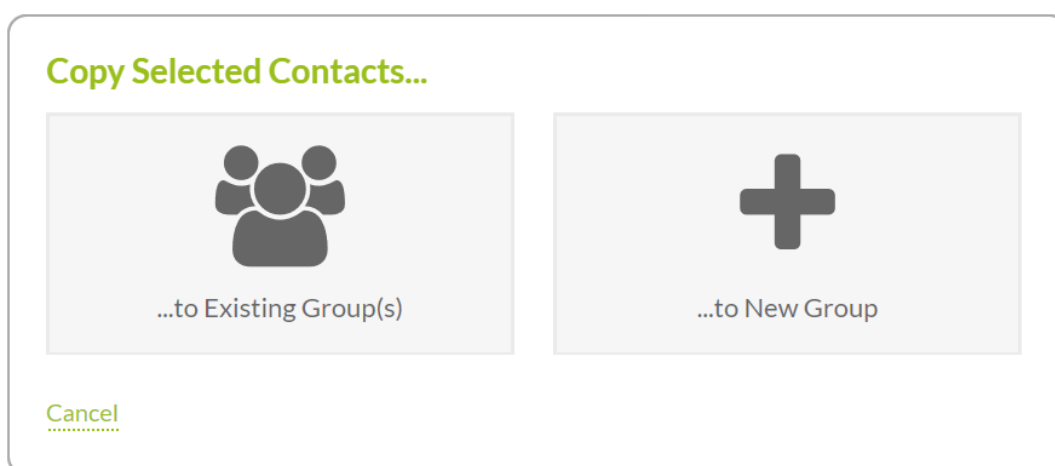 Copy Selected Contacts...
...to Existing Group(s)
...to New Group
Cancel